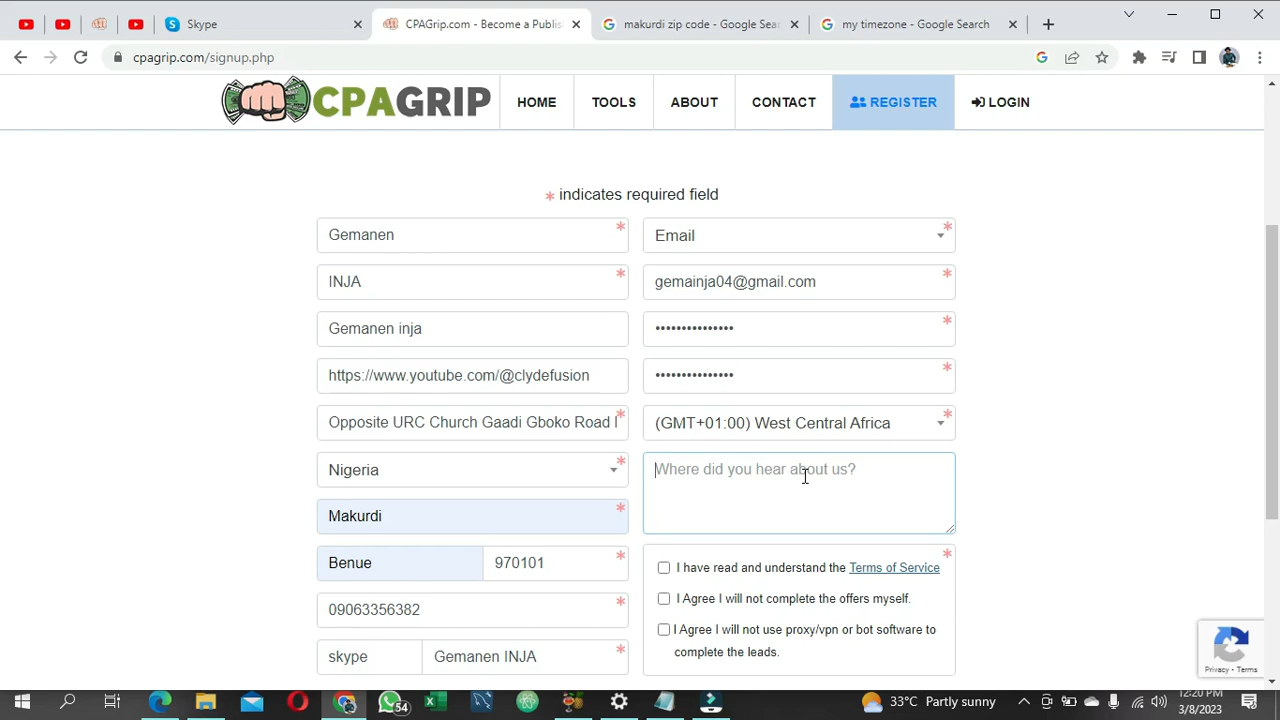 Skype
CPAGrip.com - Become a Publis
makurdi zip code - Google Sea
my timezone - Google Search
cpagrip.com/signup.php
CPAGRIP
HOME
TOOLS
ABOUT
CONTACT
REGISTER
LOGIN
* indicates required field
Gemanen
Email
INJA
gemainja04@gmail.com
Gemanen inja
•••••••••••••••
https://www.youtube.com/@clydefusion
•••••••••••••••
Opposite URC Church Gaadi Gboko Road
(GMT+01:00) West Central Africa
Nigeria
Where did you hear about us?
Makurdi
Benue
970101
I have read and understand the Terms of Service
I Agree I will not complete the offers myself.
09063356382
I Agree I will not use proxy/vpn or bot software to
complete the leads.
skype
Gemanen INJA
Privacy - Terms
54
33°C Partly sunny
12:20 PM
3/8/2023